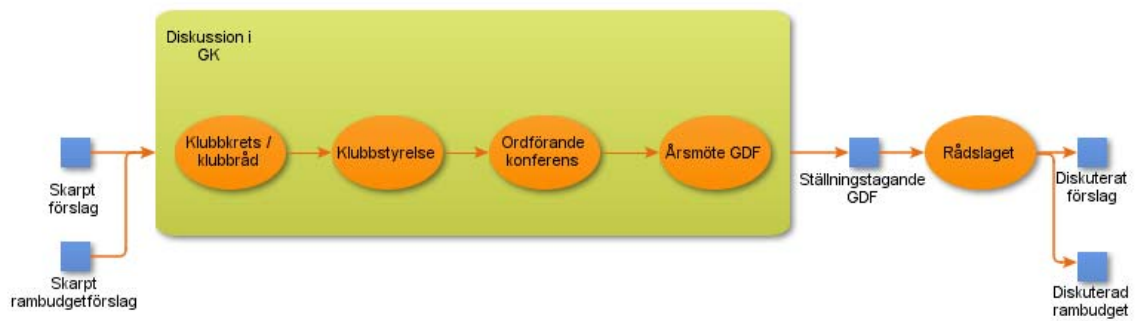 Diskussion i
GK
Klubbkrets /
klubbråd
Klubbstyrelse
Ordförande
konferens
Årsmöte GDF
Rådslaget
Skarpt
förslag
Ställningstagande
GDF
Diskuterat
förslag
Skarpt
rambudgetförslag
Diskuterad
rambudget